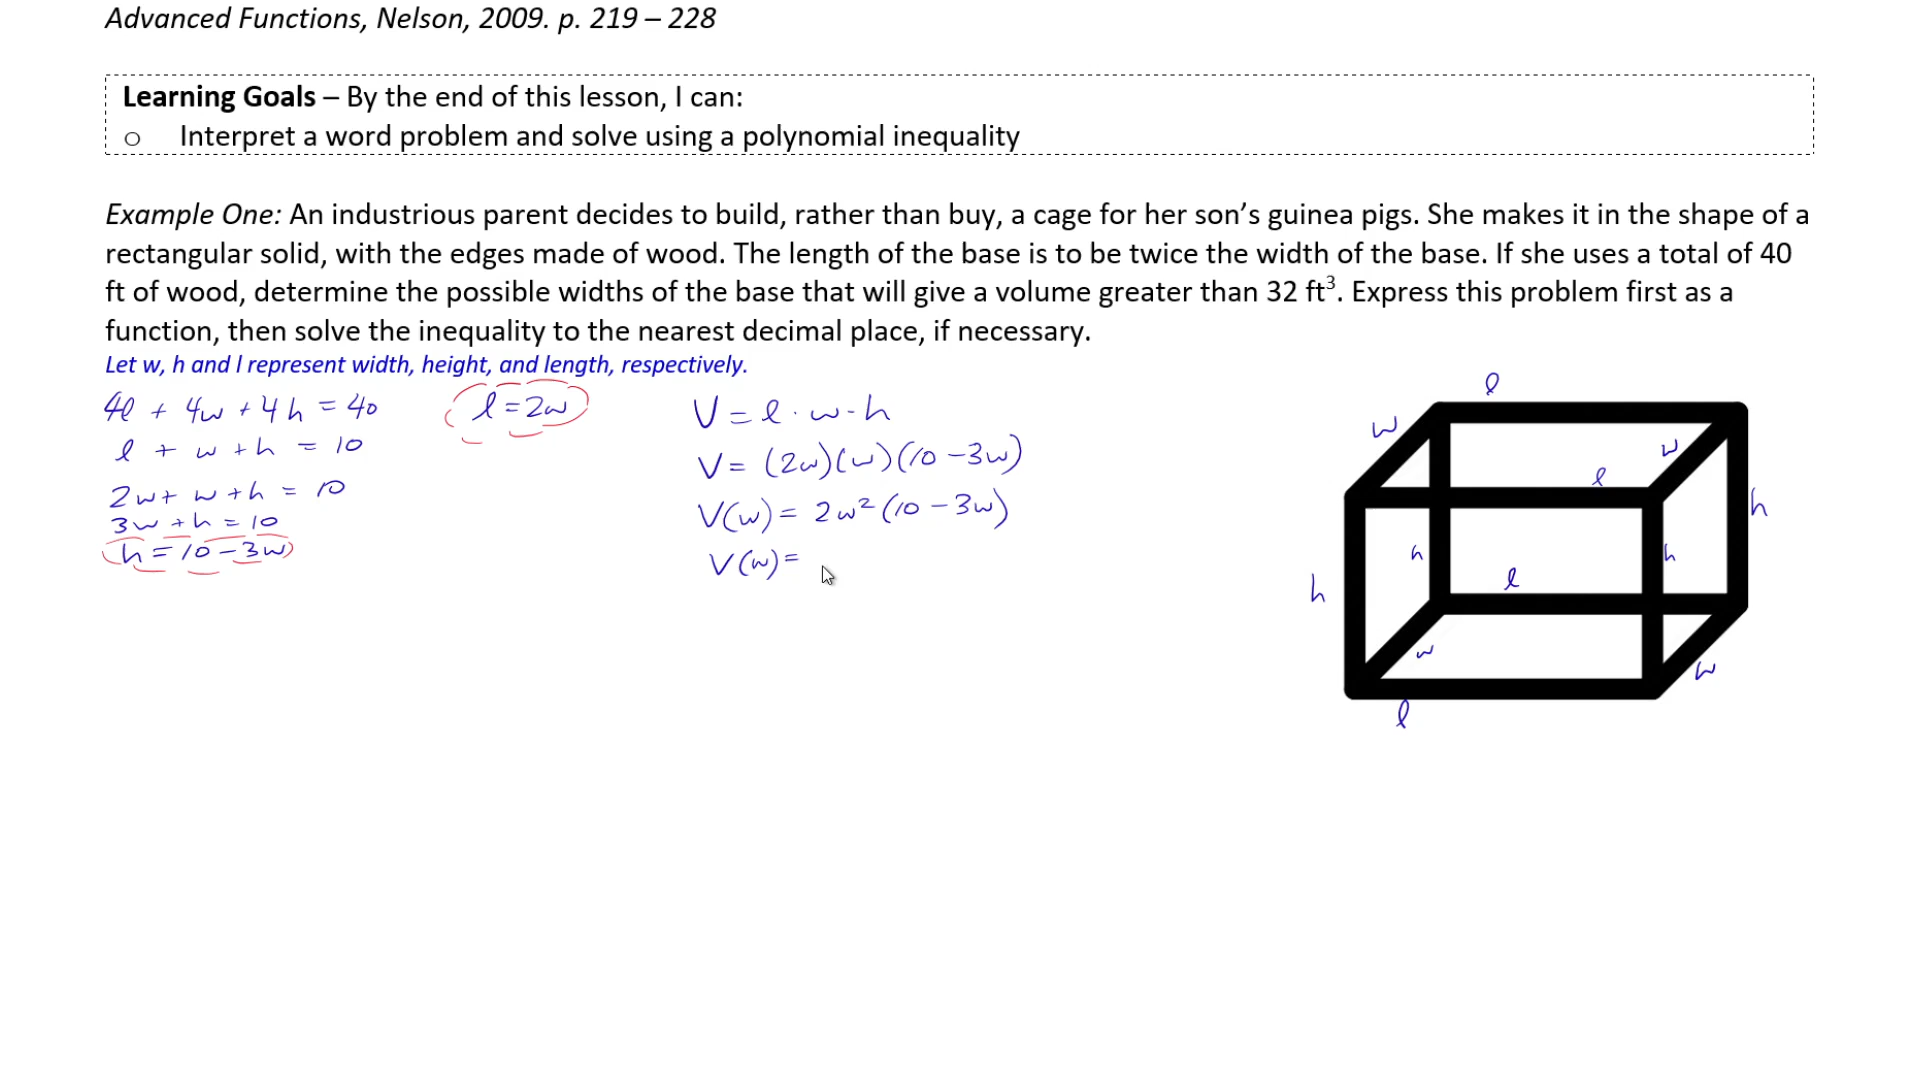 Advanced Functions, Nelson, 2009. p. 219 – 228
Learning Goals – By the end of this lesson, I can:
o Interpret a word problem and solve using a polynomial inequality
Example One: An industrious parent decides to build, rather than buy, a cage for her son’s guinea pigs. She makes it in the shape of a
rectangular solid, with the edges made of wood. The length of the base is to be twice the width of the base. If she uses a total of 40
ft of wood, determine the possible widths of the base that will give a volume greater than 32 ft³. Express this problem first as a
function, then solve the inequality to the nearest decimal place, if necessary.
Let w, h and l represent width, height, and length, respectively.
4l + 4w + 4h = 40
l + w + h = 10
2w + w + h = 10
3w + h = 10
h = 10 - 3w
l = 2w
V = l · w · h
V = (2w)(w)(10 - 3w)
V(w) = 2w²(10 - 3w)
V(w) =
l
w
w
l
h
h
h
l
h
w
w
l